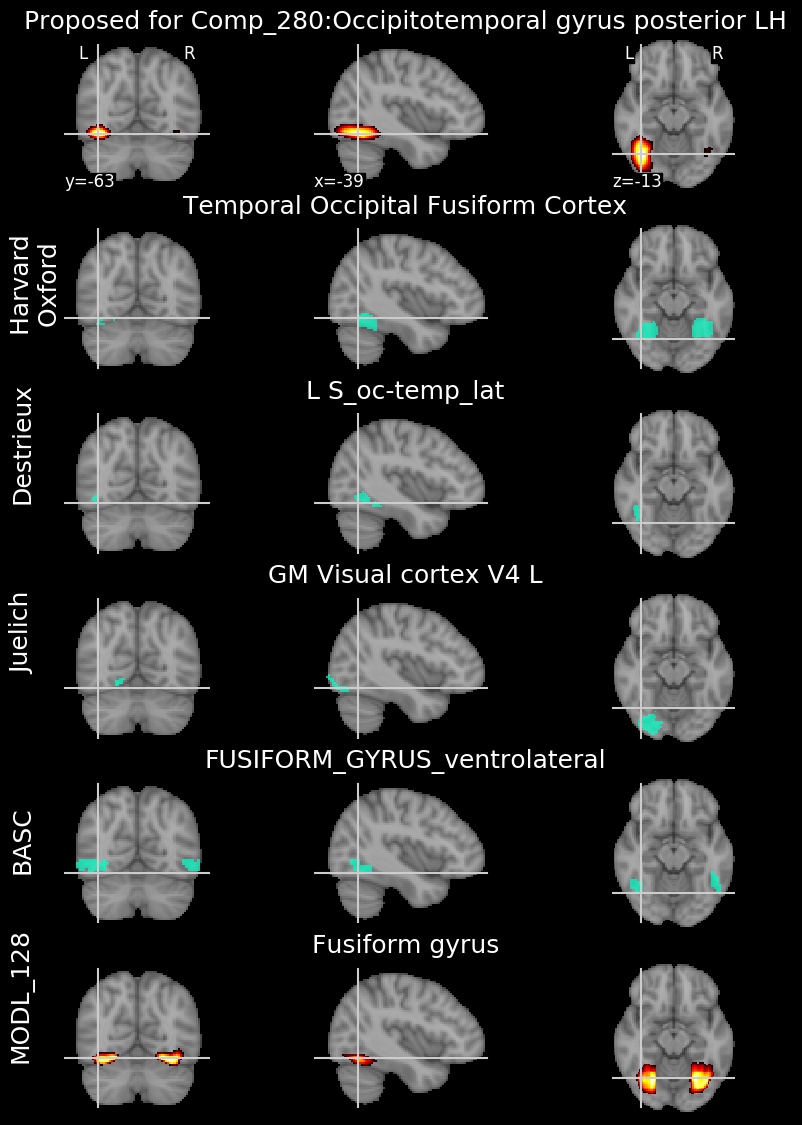 Proposed for Comp_280:Occipitotemporal gyrus posterior LH
L R L R
y=-63 x=-39 z=-13
Temporal Occipital Fusiform Cortex
Harvard
Oxford
L S_oc-temp_lat
Destrieux
GM Visual cortex V4 L
Juelich
FUSIFORM_GYRUS_ventrolateral
BASC
Fusiform gyrus
MODL_128